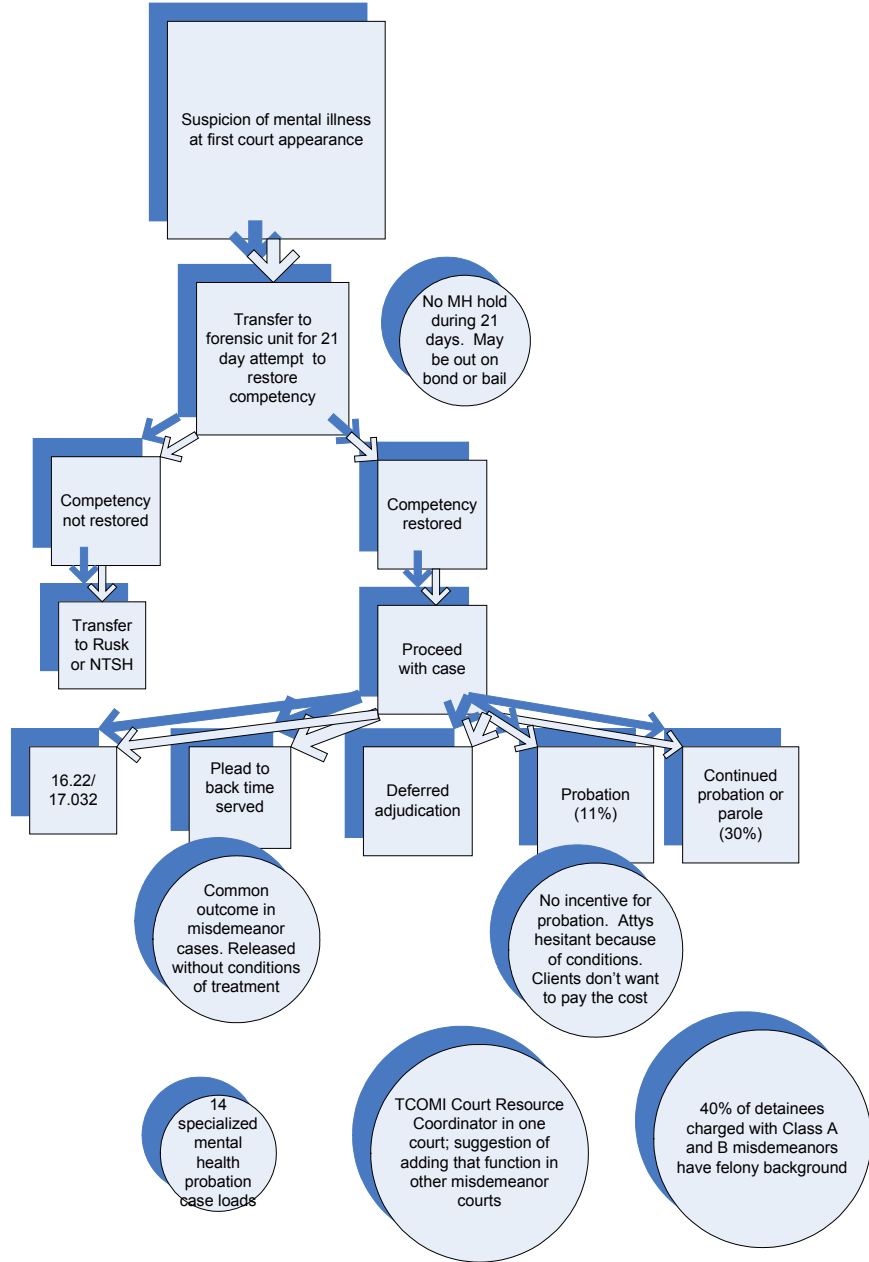 Suspicion of mental illness
at first court appearance
Transfer to
forensic unit for 21
day attempt to
restore
competency
No MH hold
during 21
days. May
be out on
bond or bail
Competency
not restored
Competency
restored
Transfer
to Rusk
or NTSH
Proceed
with case
16.22/
17.032
Plead to
back time
served
Deferred
adjudication
Probation
(11%)
Continued
probation or
parole
(30%)
Common
outcome in
misdemeanor
cases. Released
without conditions
of treatment
No incentive for
probation. Attys
hesitant because
of conditions.
Clients don’t want
to pay the cost
14
specialized
mental
health
probation
case loads
TCOMI Court Resource
Coordinator in one
court; suggestion of
adding that function in
other misdemeanor
courts
40% of detainees
charged with Class A
and B misdemeanors
have felony background